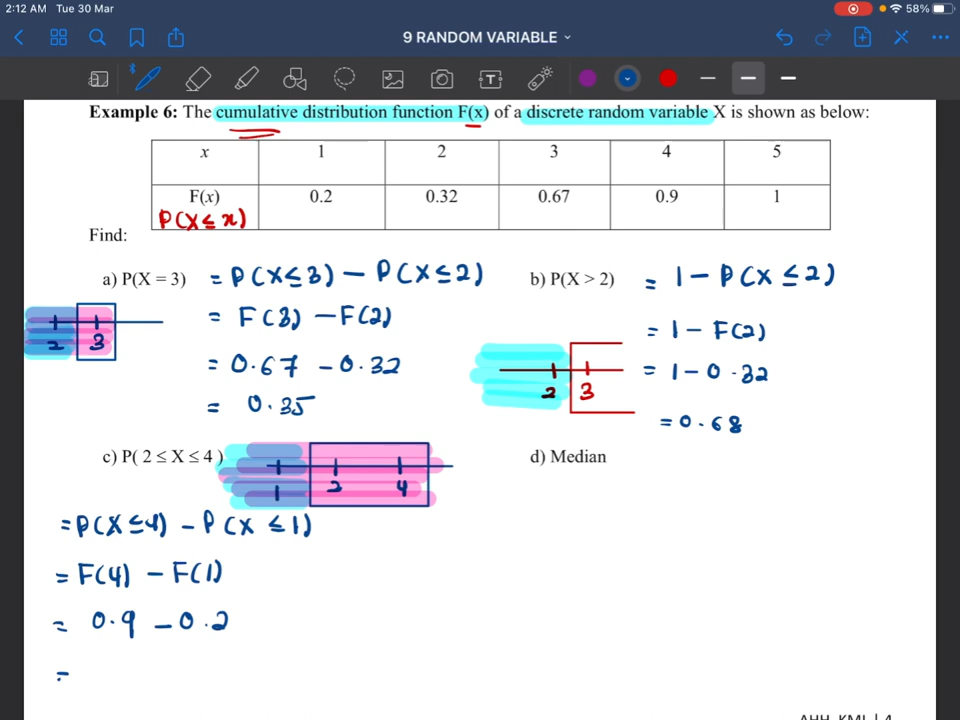 2:12 AM Tue 30 Mar
58%
9 RANDOM VARIABLE
Example 6: The cumulative distribution function F(x) of a discrete random variable X is shown as below:
x 1 2 3 4 5
F(x) 0.2 0.32 0.67 0.9 1
P(X ≤ x)
Find:
a) P(X = 3) = P(X ≤ 3) - P(X ≤ 2)
= F(3) - F(2)
= 0.67 - 0.32
= 0.35
2 3
b) P(X > 2) = 1 - P(X ≤ 2)
= 1 - F(2)
= 1 - 0.32
= 0.68
2 3
c) P( 2 ≤ X ≤ 4 )
1 2 4
= P(X ≤ 4) - P(X ≤ 1)
= F(4) - F(1)
= 0.9 - 0.2
=
d) Median